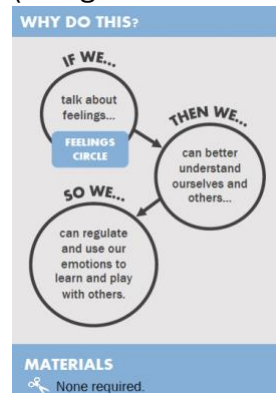 WHY DO THIS?
IF WE...
talk about
feelings...
FEELINGS
CIRCLE
THEN WE...
can better
understand
ourselves and
others...
SO WE...
can regulate
and use our
emotions to
learn and play
with others.
MATERIALS
None required.